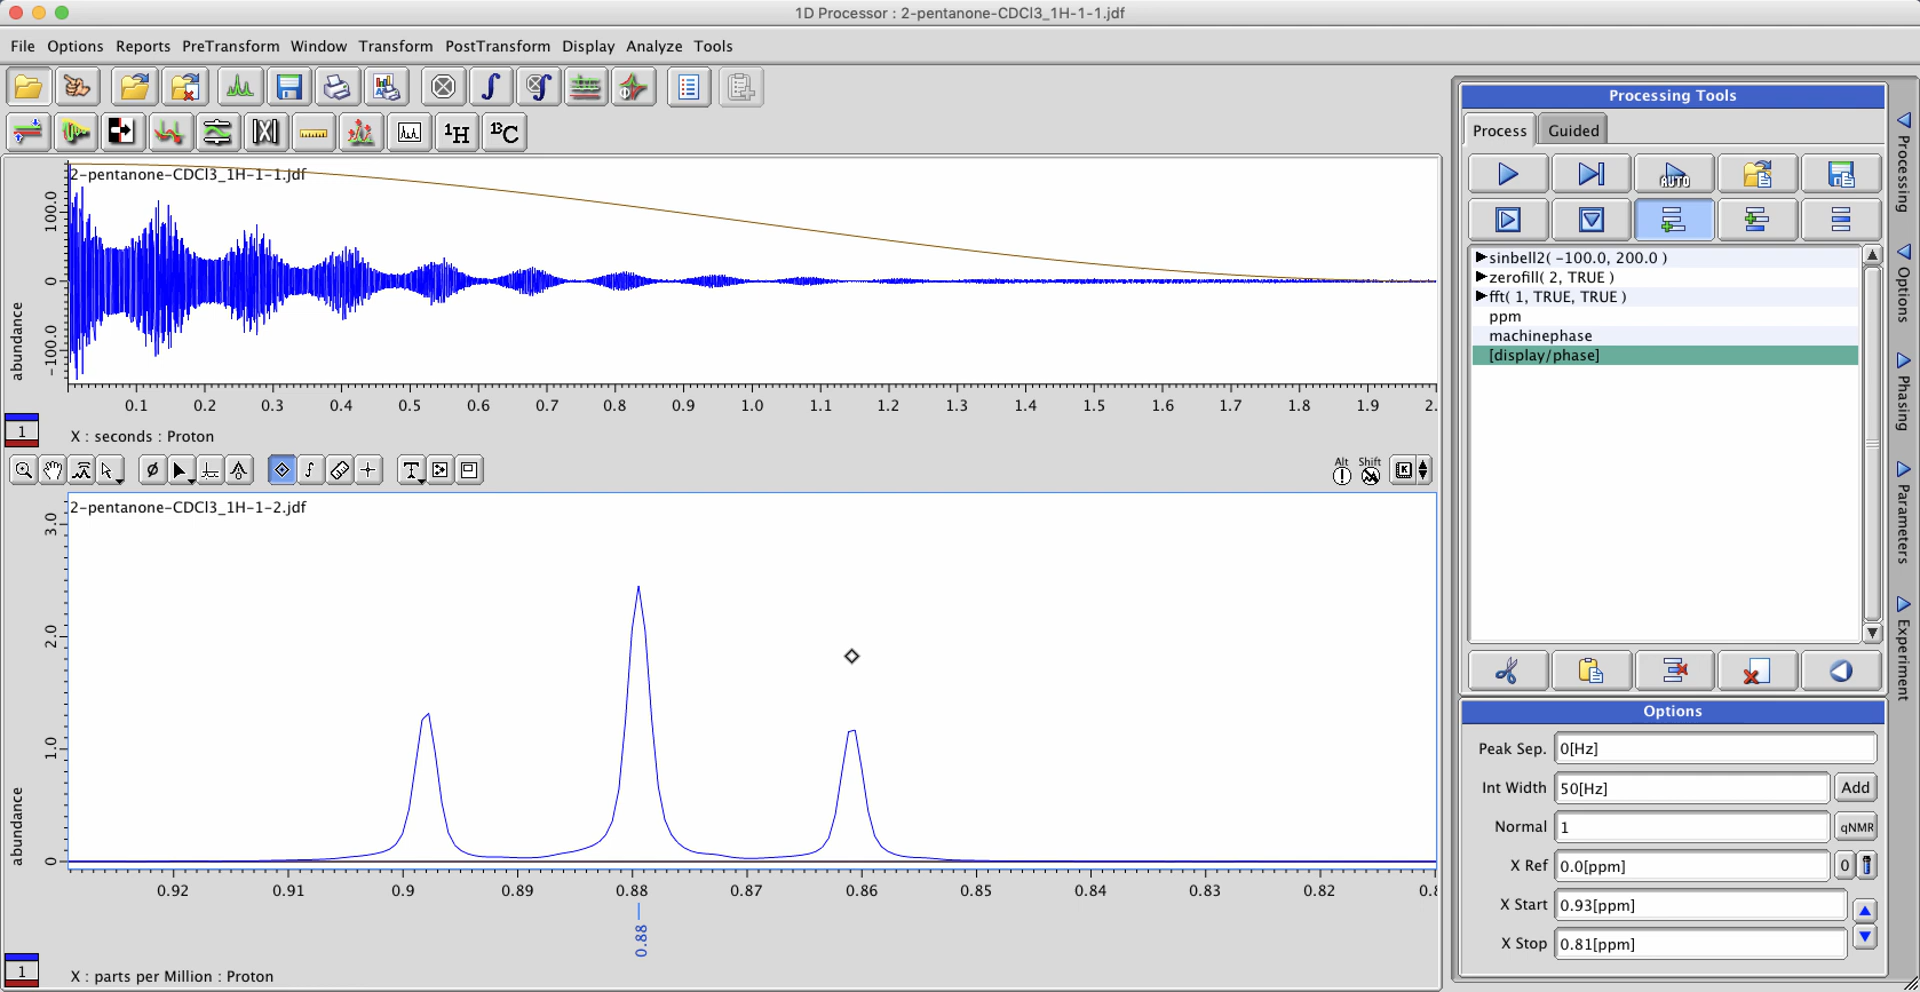 1D Processor : 2-pentanone-CDCl3_1H-1-1.jdf
File Options Reports PreTransform Window Transform PostTransform Display Analyze Tools
¹H ¹³C
2-pentanone-CDCl3_1H-1-1.jdf
abundance
100.0
0
-100.0
0.1 0.2 0.3 0.4 0.5 0.6 0.7 0.8 0.9 1.0 1.1 1.2 1.3 1.4 1.5 1.6 1.7 1.8 1.9 2.
1
X : seconds : Proton
Alt Shift
K
2-pentanone-CDCl3_1H-1-2.jdf
abundance
3.0
2.0
1.0
0
0.92 0.91 0.9 0.89 0.88 0.87 0.86 0.85 0.84 0.83 0.82
0.88
1
X : parts per Million : Proton
Processing Tools
Process Guided
AUTO
sinbell2( -100.0, 200.0 )
zerofill( 2, TRUE )
fft( 1, TRUE, TRUE )
ppm
machinephase
[display/phase]
Options
Peak Sep. 0[Hz]
Int Width 50[Hz] Add
Normal 1 qNMR
X Ref 0.0[ppm] 0
X Start 0.93[ppm]
X Stop 0.81[ppm]
Processing
Options
Phasing
Parameters
Experiment